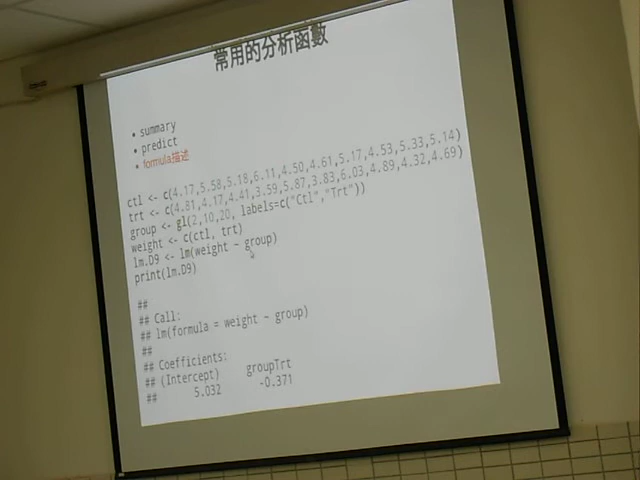 常用的分析函數
• summary
• predict
• formula描述
ctl <- c(4.17,5.58,5.18,6.11,4.50,4.61,5.17,4.53,5.33,5.14)
trt <- c(4.81,4.17,4.41,3.59,5.87,3.83,6.03,4.89,4.32,4.69)
group <- gl(2,10,20, labels=c("Ctl","Trt"))
weight <- c(ctl, trt)
lm.D9 <- lm(weight ~ group)
print(lm.D9)
##
## Call:
## lm(formula = weight ~ group)
##
## Coefficients:
## (Intercept) groupTrt
## 5.032 -0.371